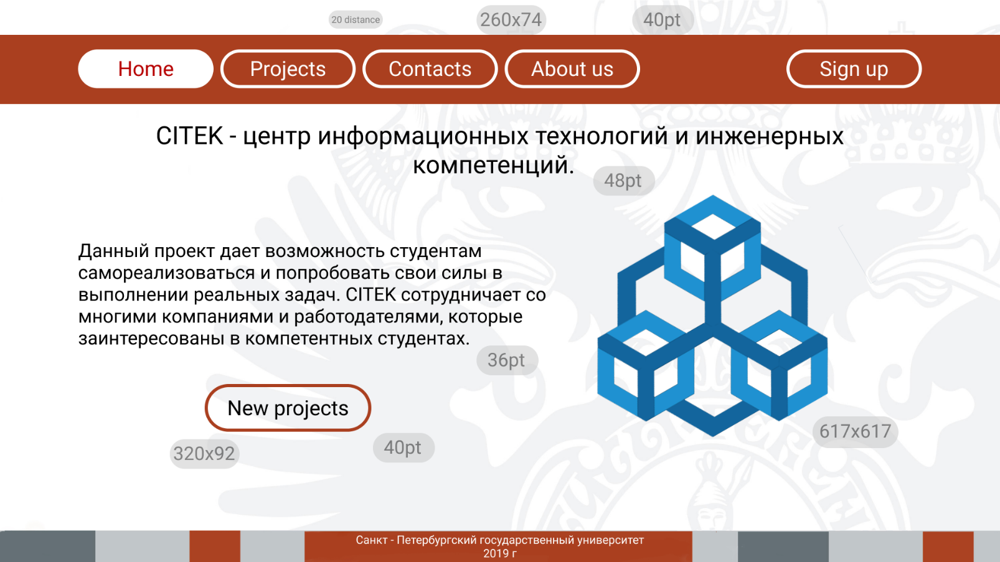 20 distance
260x74
40pt
Home
Projects
Contacts
About us
Sign up
CITEK - центр информационных технологий и инженерных
компетенций.
48pt
Данный проект дает возможность студентам
самореализоваться и попробовать свои силы в
выполнении реальных задач. CITEK сотрудничает со
многими компаниями и работодателями, которые
заинтересованы в компетентных студентах.
36pt
New projects
320x92
40pt
617x617
Санкт - Петербургский государственный университет
2019 г